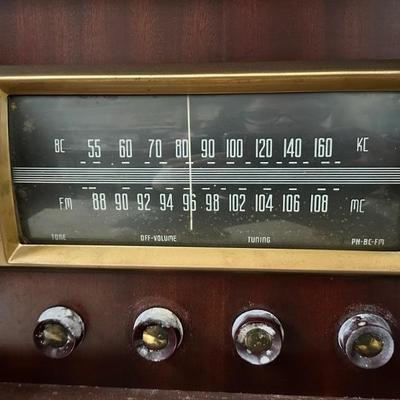 BC 55 60 70 80 90 100 120 140 160 KC
FM 88 90 92 94 96 98 102 104 106 108 MC
TONE OFF-VOLUME TUNING PH-BC-FM